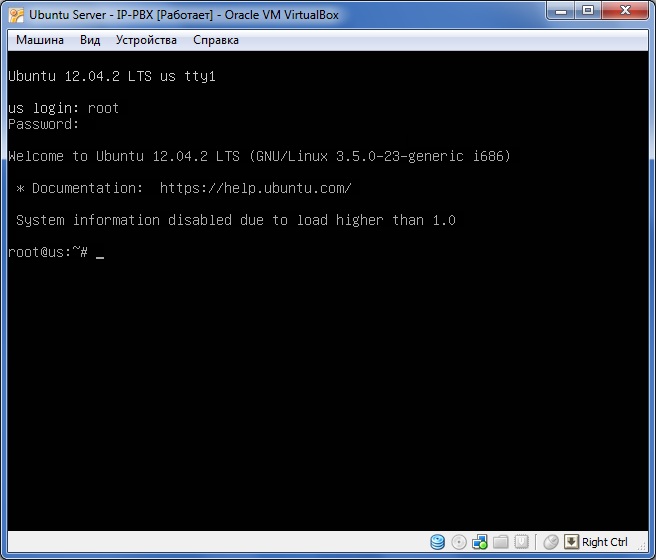 Ubuntu Server - IP-PBX [Работает] - Oracle VM VirtualBox
Машина Вид Устройства Справка
Ubuntu 12.04.2 LTS us tty1
us login: root
Password:
Welcome to Ubuntu 12.04.2 LTS (GNU/Linux 3.5.0-23-generic i686)
* Documentation:  https://help.ubuntu.com/
System information disabled due to load higher than 1.0
root@us:~# _
Right Ctrl